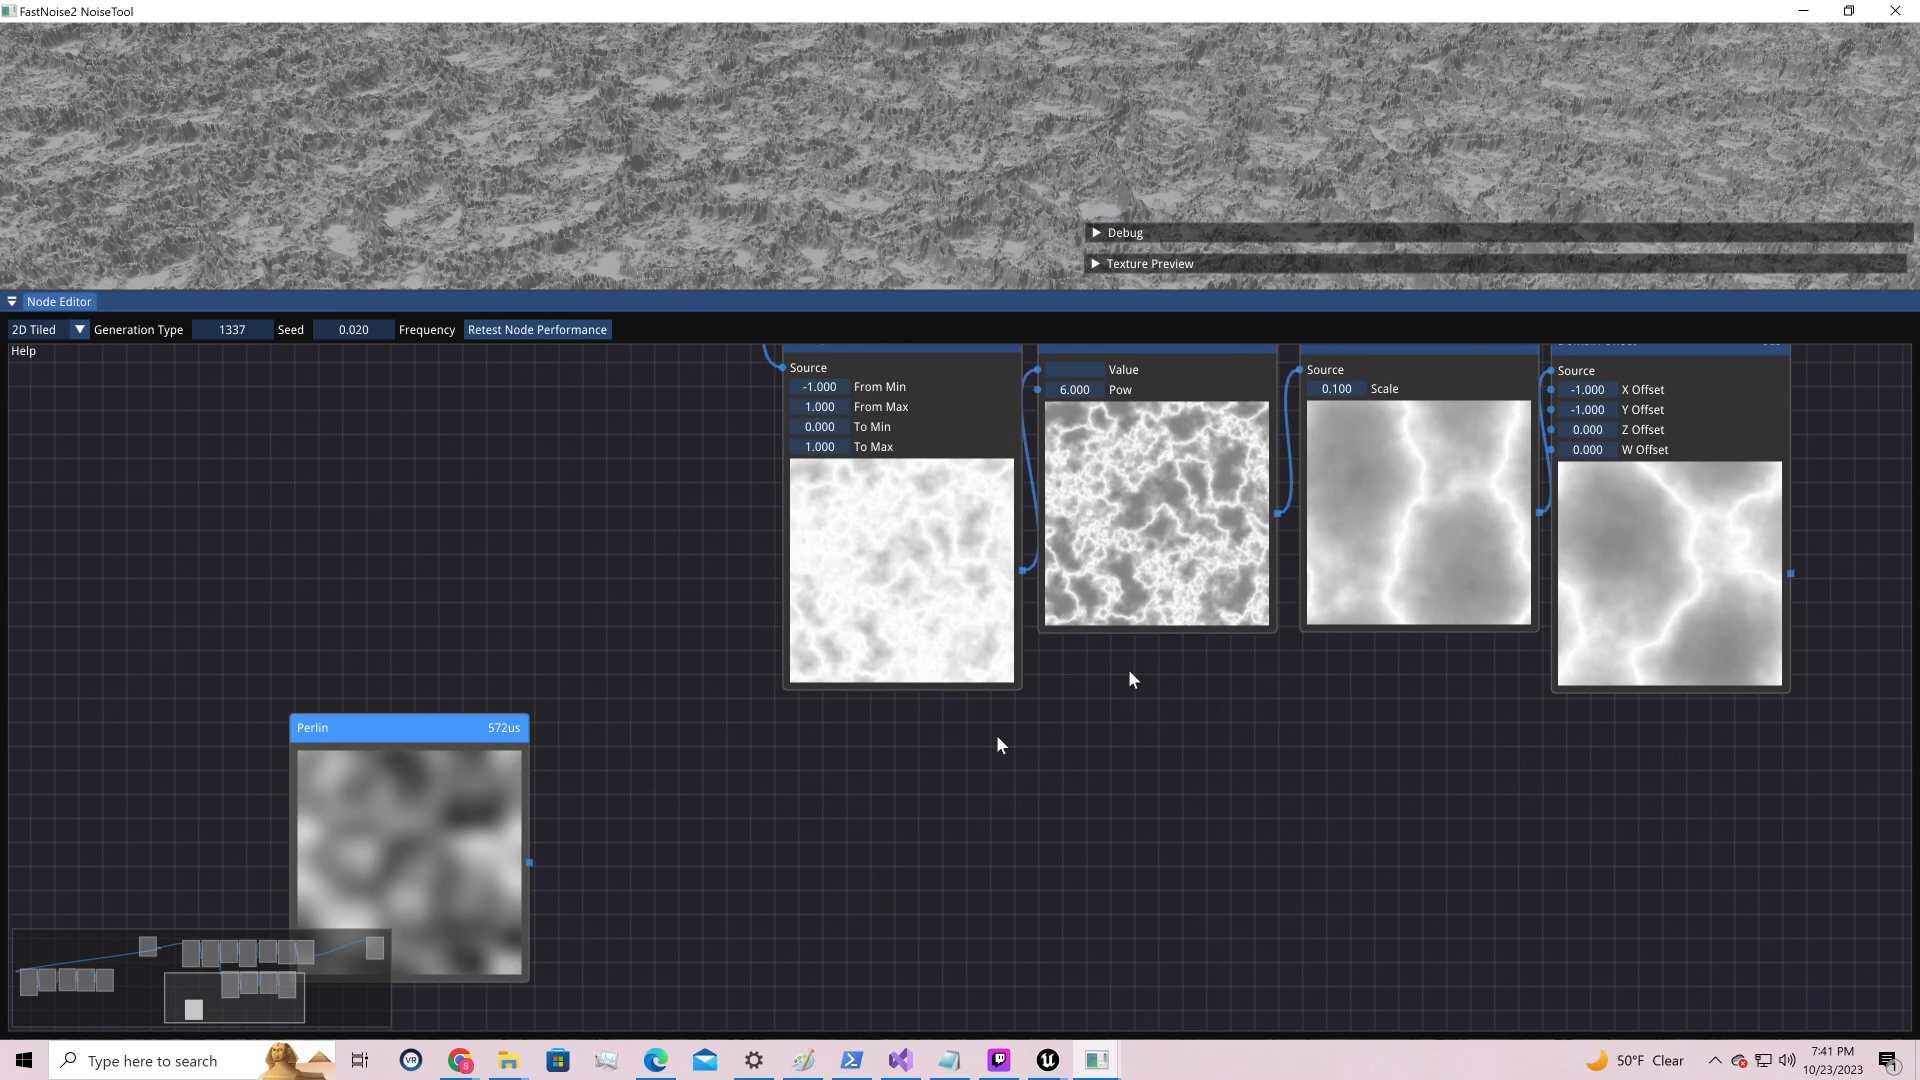 FastNoise2 NoiseTool
Debug
Texture Preview
Node Editor
2D Tiled Generation Type 1337 Seed 0.020 Frequency Retest Node Performance
Help
Source
-1.000 From Min
1.000 From Max
0.000 To Min
1.000 To Max
Value
6.000 Pow
Source
0.100 Scale
Source
-1.000 X Offset
-1.000 Y Offset
0.000 Z Offset
0.000 W Offset
Perlin 572us
Type here to search
VR
S
50°F Clear
7:41 PM
10/23/2023
1